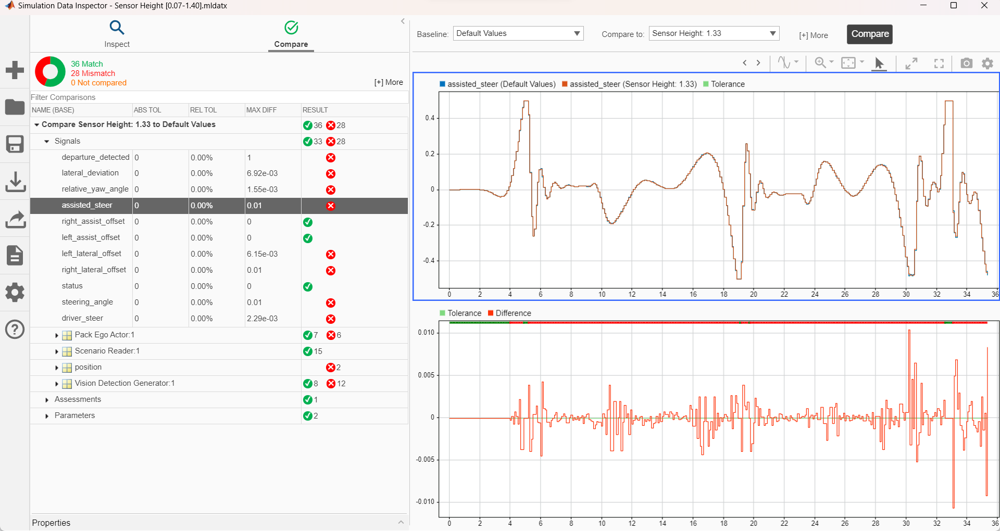 Simulation Data Inspector - Sensor Height [0.07-1.40].mldatx
Inspect
Compare
36 Match
28 Mismatch
0 Not compared
[+] More
Filter Comparisons
NAME (BASE) ABS TOL REL TOL MAX DIFF RESULT
Compare Sensor Height: 1.33 to Default Values 36 28
Signals 33 28
departure_detected 0 0.00% 1
lateral_deviation 0 0.00% 6.92e-03
relative_yaw_angle 0 0.00% 1.55e-03
assisted_steer 0 0.00% 0.01
right_assist_offset 0 0.00% 0
left_assist_offset 0 0.00% 0
left_lateral_offset 0 0.00% 6.15e-03
right_lateral_offset 0 0.00% 0.01
status 0 0.00% 0
steering_angle 0 0.00% 0.01
driver_steer 0 0.00% 2.29e-03
Pack Ego Actor:1 7 6
Scenario Reader:1 15
position 2
Vision Detection Generator:1 8 12
Assessments 1
Parameters 2
Properties
Baseline: Default Values Compare to: Sensor Height: 1.33 [+] More Compare
assisted_steer (Default Values) assisted_steer (Sensor Height: 1.33) Tolerance
0.4
0.2
0
-0.2
-0.4
0 2 4 6 8 10 12 14 16 18 20 22 24 26 28 30 32 34 36
Tolerance Difference
0.010
0.005
0
-0.005
-0.010
0 2 4 6 8 10 12 14 16 18 20 22 24 26 28 30 32 34 36